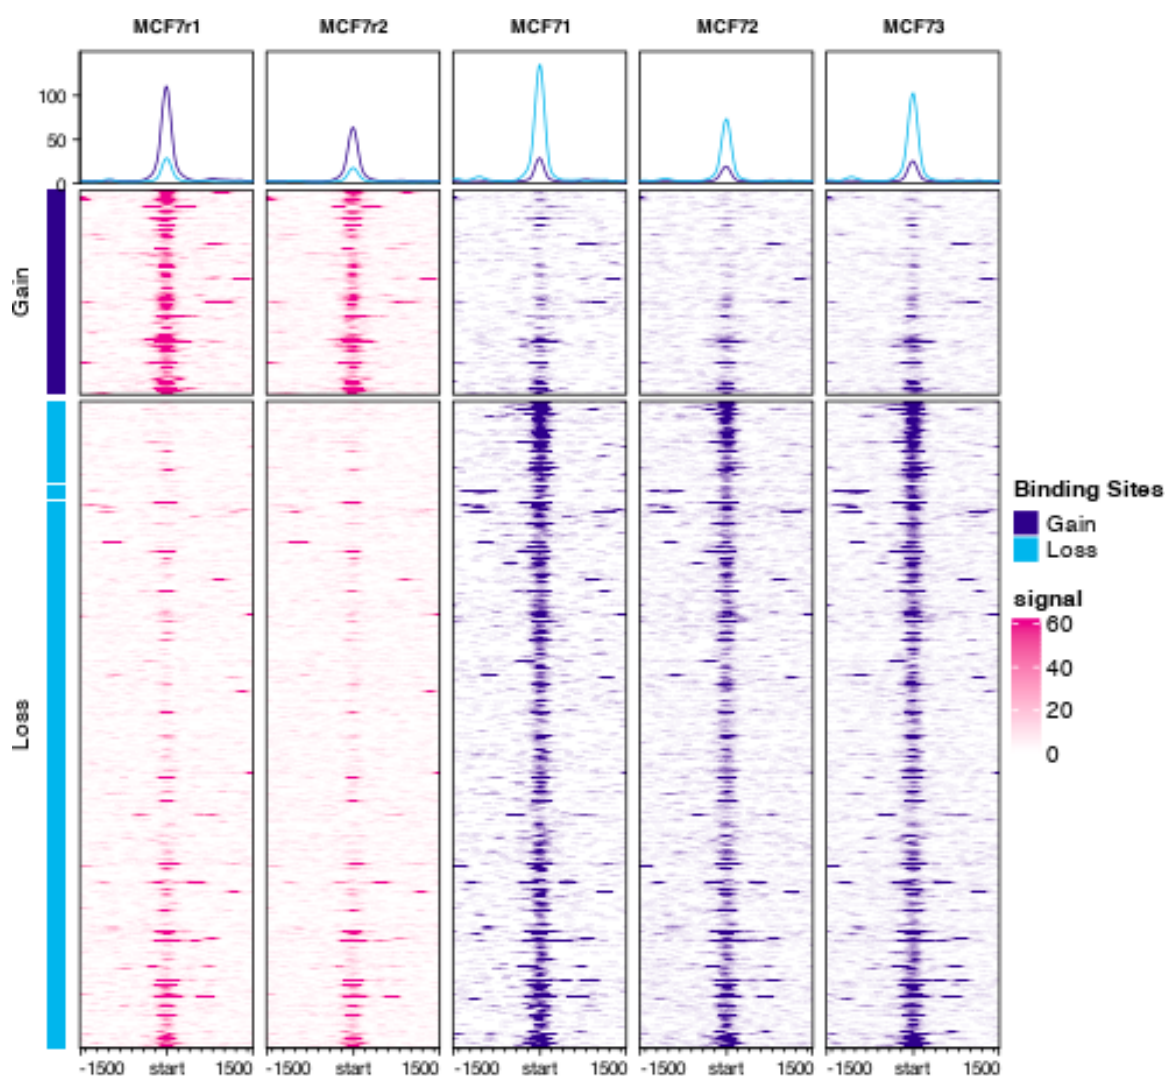 MCF7r1 MCF7r2 MCF71 MCF72 MCF73
100
50
0
Gain
Loss
Binding Sites
Gain
Loss
signal
60
40
20
0
-1500 start 1500 -1500 start 1500 -1500 start 1500 -1500 start 1500 -1500 start 1500